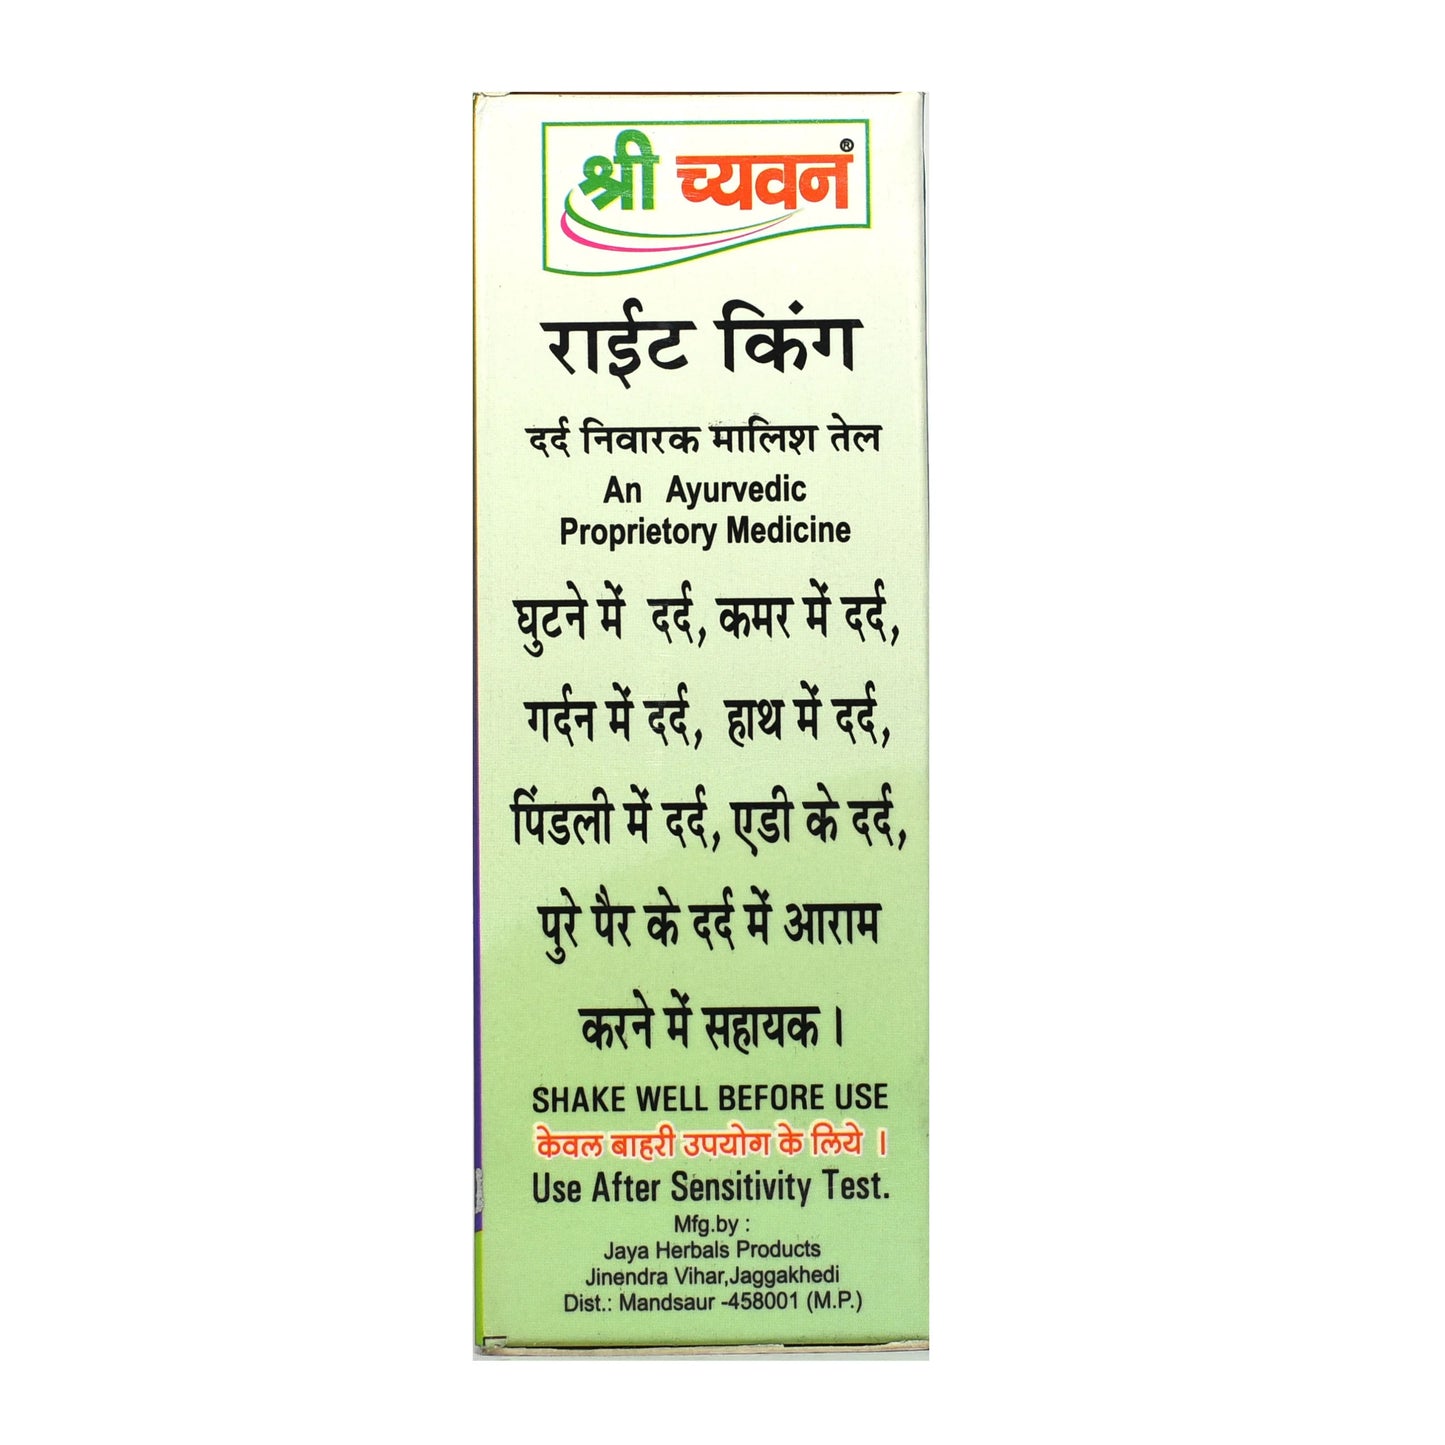 श्री च्यवन®
राईट किंग
दर्द निवारक मालिश तेल
An Ayurvedic
Proprietory Medicine
घुटने में दर्द, कमर में दर्द,
गर्दन में दर्द, हाथ में दर्द,
पिंडली में दर्द, एडी के दर्द,
पुरे पैर के दर्द में आराम
करने में सहायक।
SHAKE WELL BEFORE USE
केवल बाहरी उपयोग के लिये ।
Use After Sensitivity Test.
Mfg.by :
Jaya Herbals Products
Jinendra Vihar,Jaggakhedi
Dist.: Mandsaur -458001 (M.P.)